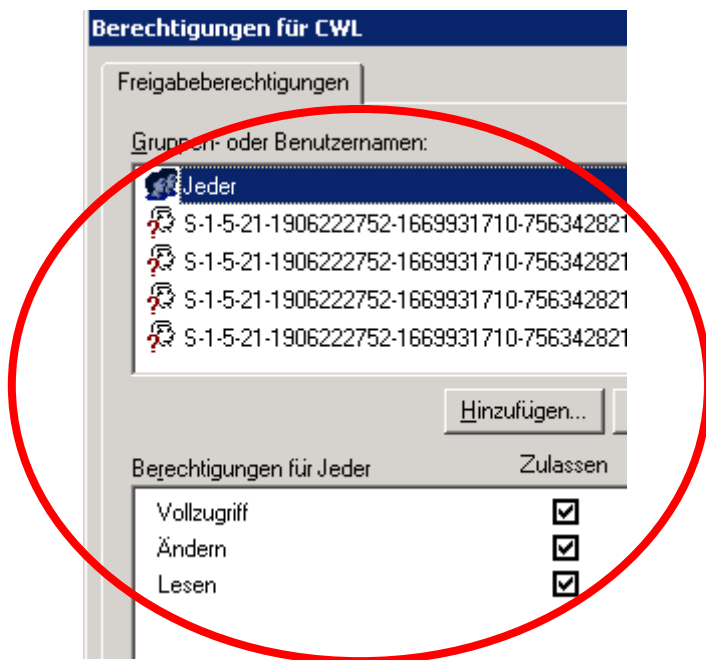 Berechtigungen für CWL
Freigabeberechtigungen
Gruppen- oder Benutzernamen:
Jeder
S-1-5-21-1906222752-1669931710-756342821
S-1-5-21-1906222752-1669931710-756342821
S-1-5-21-1906222752-1669931710-756342821
S-1-5-21-1906222752-1669931710-756342821
Hinzufügen...
Berechtigungen für Jeder Zulassen
Vollzugriff
Ändern
Lesen